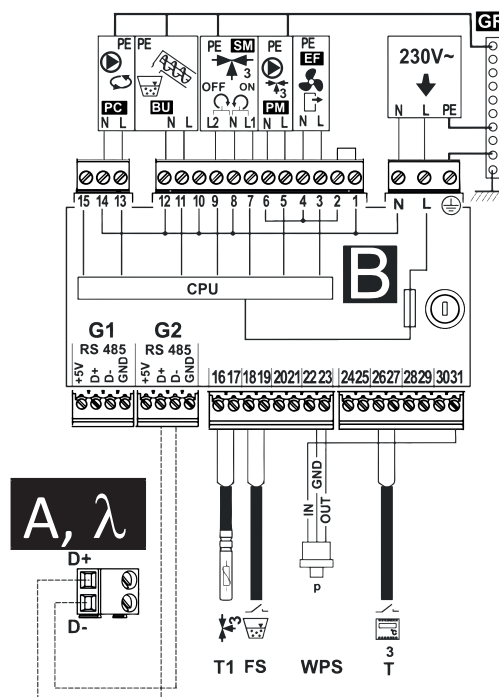 GR
PE
PE
PE SM
PE
PE EF
230V~
3
3
OFF ON
PC
BU
PM
N L
N L
L2 N L1
N L
N L
N L PE
15 14 13
12 11 10 9 8 7 6 5 4 3 2 1
N L
B
CPU
G1
G2
RS 485
RS 485
+5V D+ D- GND
+5V D+ D- GND
16 17 18 19 20 21 22 23
24 25 26 27 28 29 30 31
A, λ
D+
D-
IN
GND
OUT
p
3
3
T1 FS WPS T